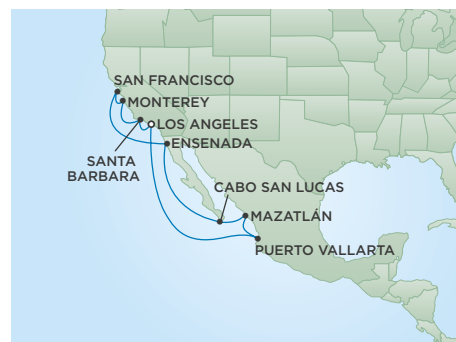 SAN FRANCISCO
MONTEREY
LOS ANGELES
ENSENADA
SANTA
BARBARA
CABO SAN LUCAS
MAZATLÁN
PUERTO VALLARTA